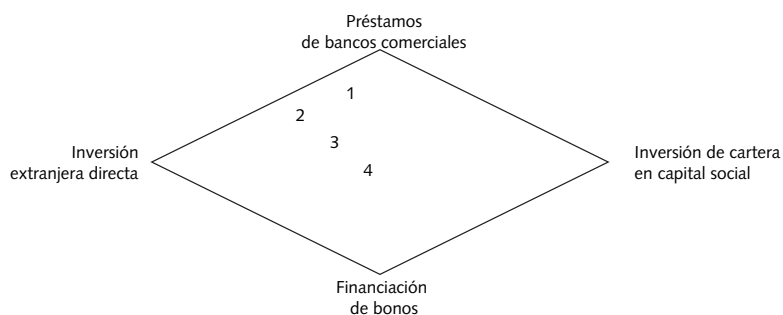 Préstamos
de bancos comerciales
1
2
3
4
Inversión
extranjera directa
Inversión de cartera
en capital social
Financiación
de bonos